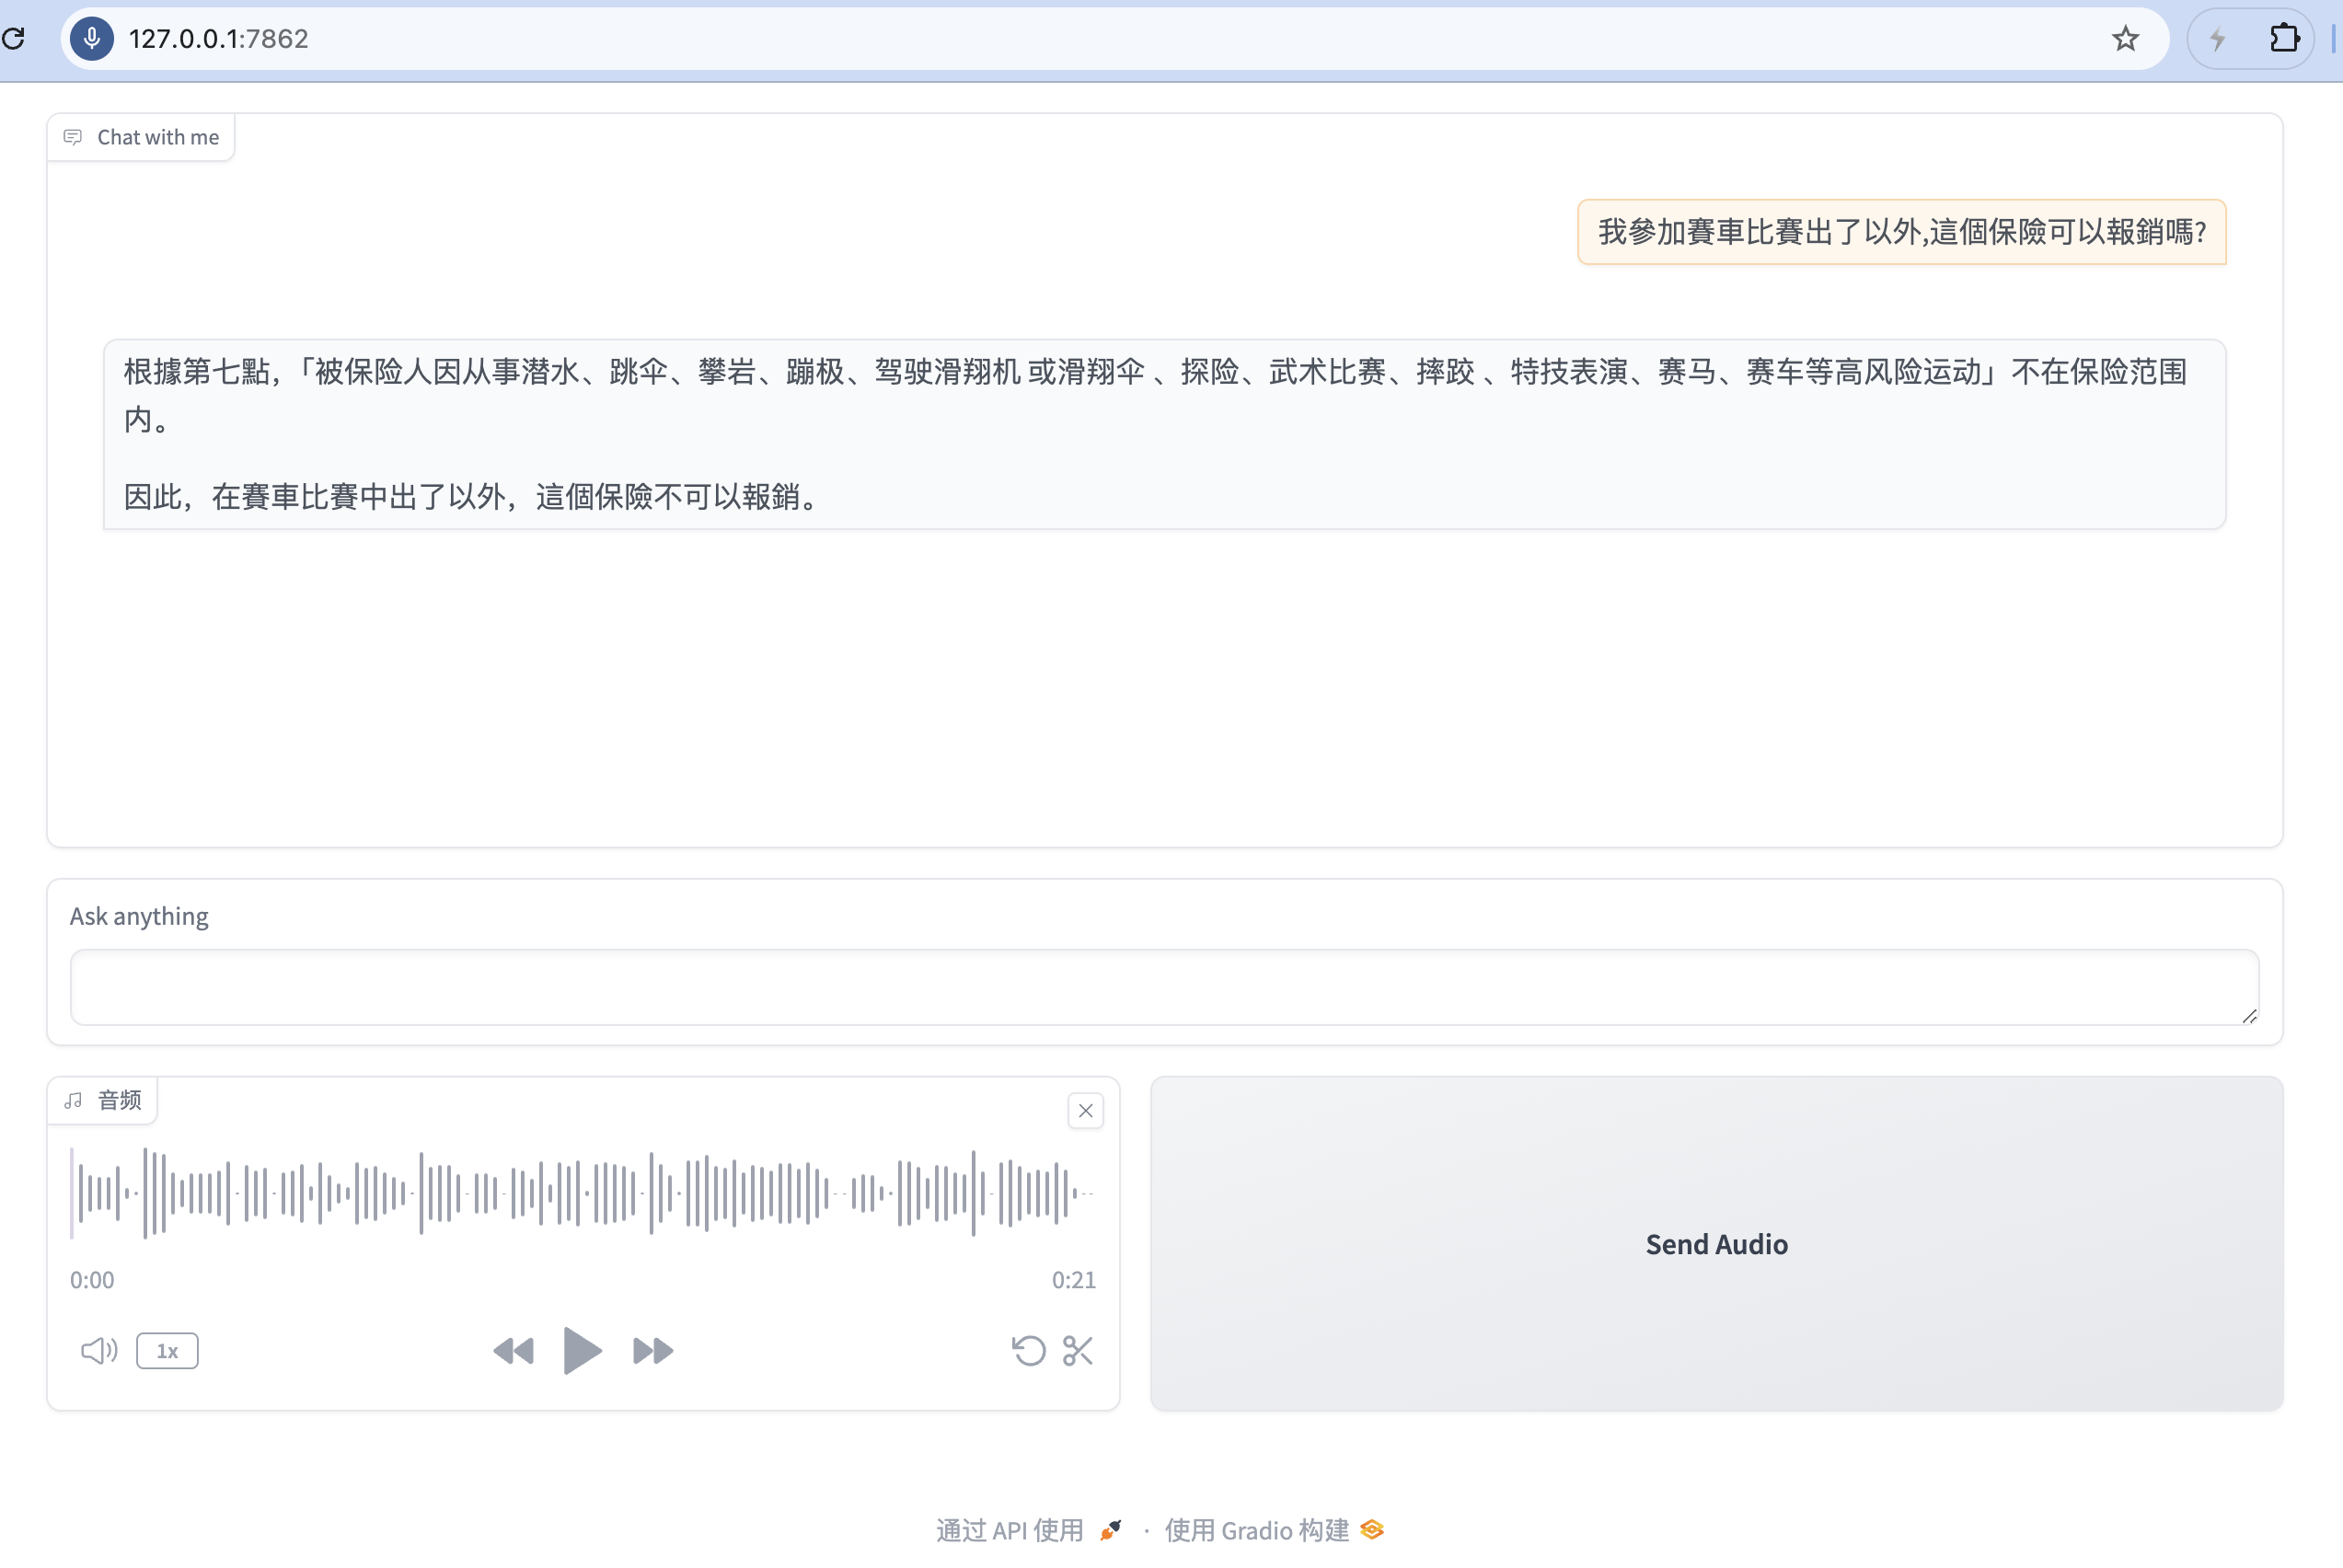 127.0.0.1:7862
Chat with me
我參加賽車比賽出了以外,這個保險可以報銷嗎?
根據第七點,「被保险人因从事潜水、跳伞、攀岩、蹦极、驾驶滑翔机 或滑翔伞 、探险、武术比赛、摔跤 、特技表演、赛马、赛车等高风险运动」不在保险范围
内。
因此，在賽車比賽中出了以外，這個保險不可以報銷。
Ask anything
音频
0:00
0:21
1x
Send Audio
通过 API 使用 · 使用 Gradio 构建